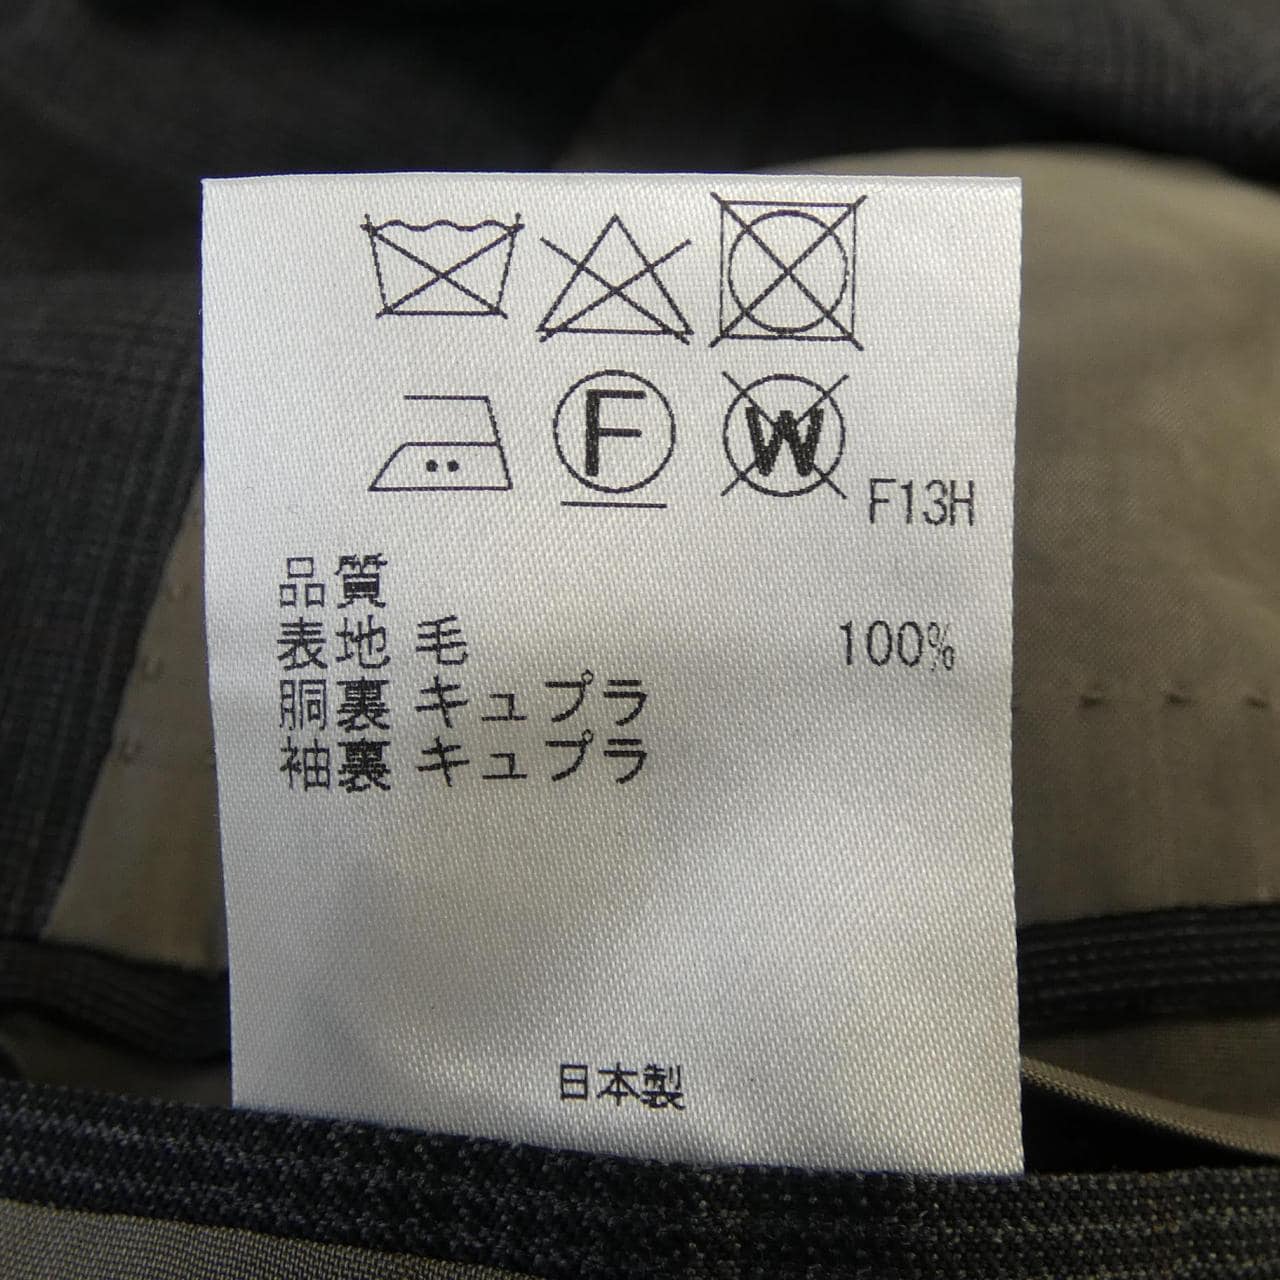 F
W
F13H
品質
表地 毛 100%
胴裏 キュプラ
袖裏 キュプラ
日本製